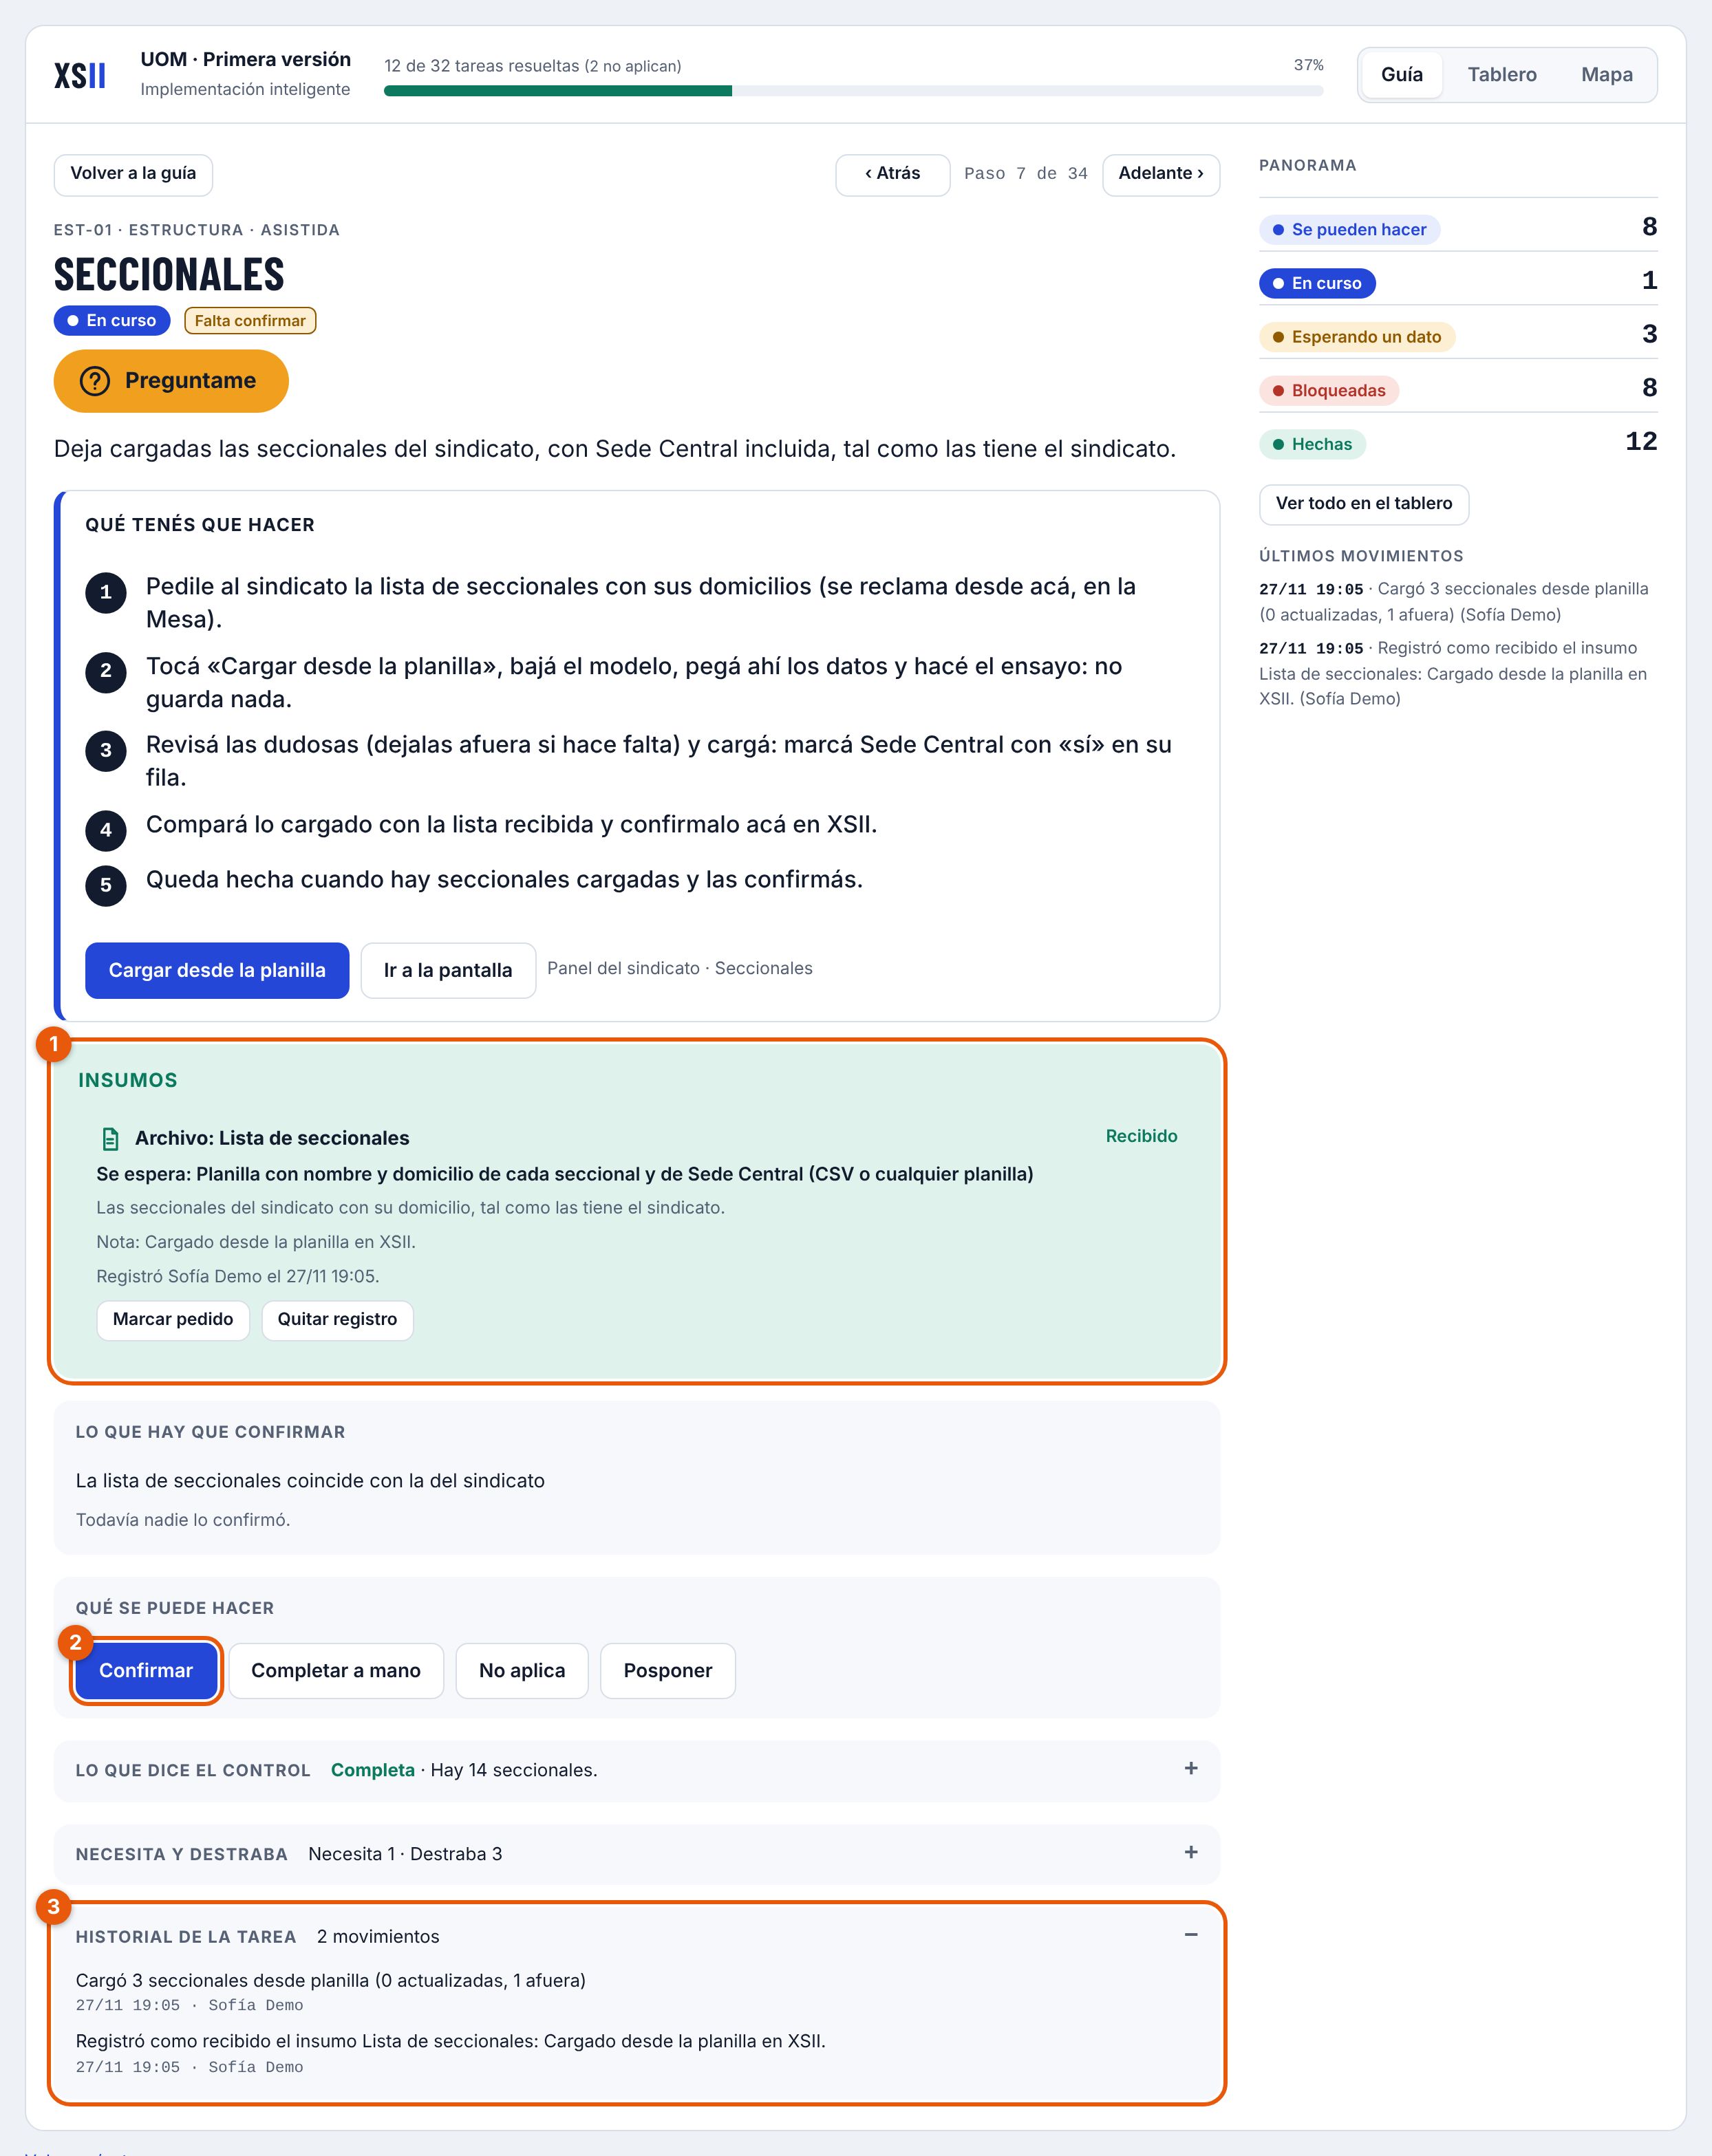 XSII
UOM · Primera versión
Implementación inteligente
12 de 32 tareas resueltas (2 no aplican)
37%
Guía
Tablero
Mapa
Volver a la guía
‹ Atrás
Paso 7 de 34
Adelante ›
EST-01 · ESTRUCTURA · ASISTIDA
SECCIONALES
En curso
Falta confirmar
Preguntame
Deja cargadas las seccionales del sindicato, con Sede Central incluida, tal como las tiene el sindicato.
QUÉ TENÉS QUE HACER
1
Pedile al sindicato la lista de seccionales con sus domicilios (se reclama desde acá, en la
Mesa).
2
Tocá «Cargar desde la planilla», bajá el modelo, pegá ahí los datos y hacé el ensayo: no
guarda nada.
3
Revisá las dudosas (dejalas afuera si hace falta) y cargá: marcá Sede Central con «sí» en su
fila.
4
Compará lo cargado con la lista recibida y confirmalo acá en XSII.
5
Queda hecha cuando hay seccionales cargadas y las confirmás.
Cargar desde la planilla
Ir a la pantalla
Panel del sindicato · Seccionales
1
INSUMOS
Archivo: Lista de seccionales
Recibido
Se espera: Planilla con nombre y domicilio de cada seccional y de Sede Central (CSV o cualquier planilla)
Las seccionales del sindicato con su domicilio, tal como las tiene el sindicato.
Nota: Cargado desde la planilla en XSII.
Registró Sofía Demo el 27/11 19:05.
Marcar pedido
Quitar registro
LO QUE HAY QUE CONFIRMAR
La lista de seccionales coincide con la del sindicato
Todavía nadie lo confirmó.
QUÉ SE PUEDE HACER
2
Confirmar
Completar a mano
No aplica
Posponer
LO QUE DICE EL CONTROL Completa · Hay 14 seccionales.
+
NECESITA Y DESTRABA Necesita 1 · Destraba 3
+
3
HISTORIAL DE LA TAREA 2 movimientos
−
Cargó 3 seccionales desde planilla (0 actualizadas, 1 afuera)
27/11 19:05 · Sofía Demo
Registró como recibido el insumo Lista de seccionales: Cargado desde la planilla en XSII.
27/11 19:05 · Sofía Demo
PANORAMA
Se pueden hacer
8
En curso
1
Esperando un dato
3
Bloqueadas
8
Hechas
12
Ver todo en el tablero
ÚLTIMOS MOVIMIENTOS
27/11 19:05 · Cargó 3 seccionales desde planilla
(0 actualizadas, 1 afuera) (Sofía Demo)
27/11 19:05 · Registró como recibido el insumo
Lista de seccionales: Cargado desde la planilla en
XSII. (Sofía Demo)